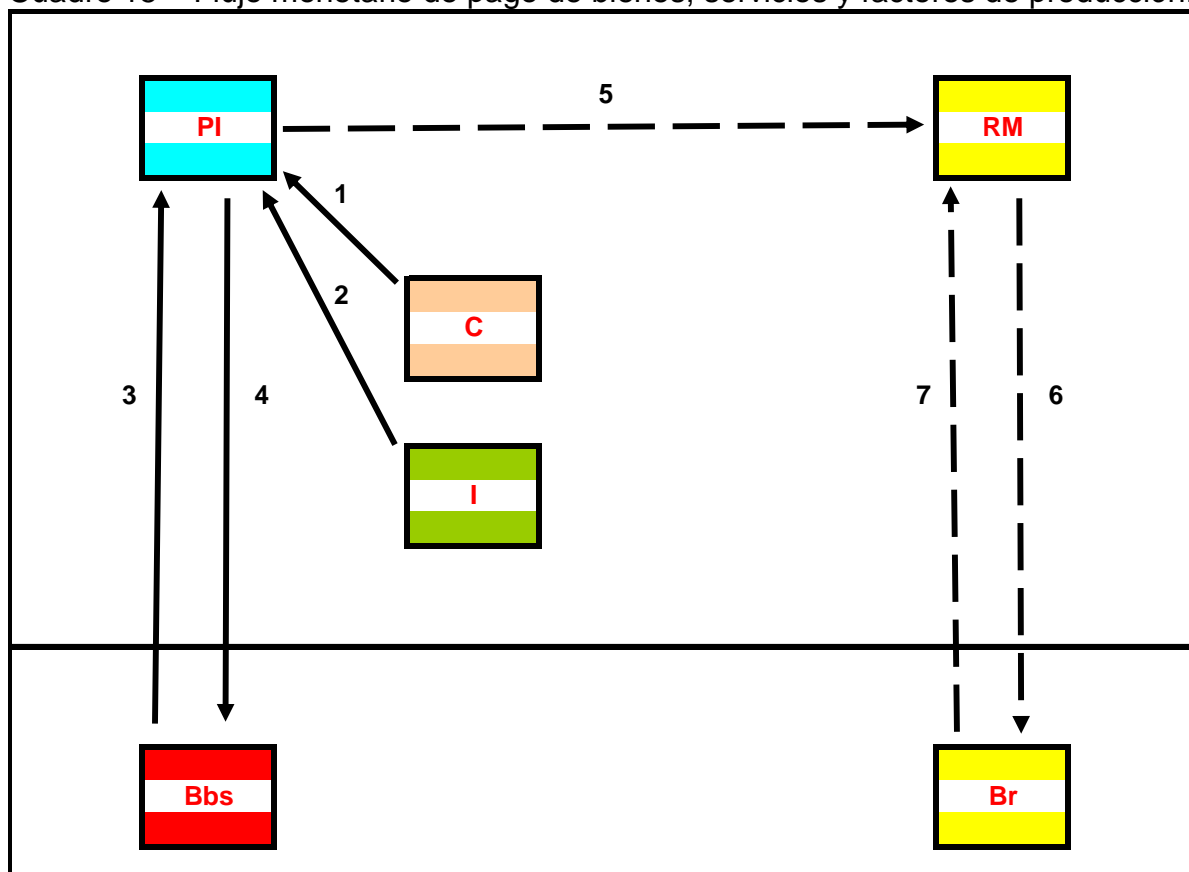 Cuadro – Flujo monetario de pago de bienes, servicios y factores de producción.
5
PI
RM
1
2
C
3
4
7
6
I
Bbs
Br